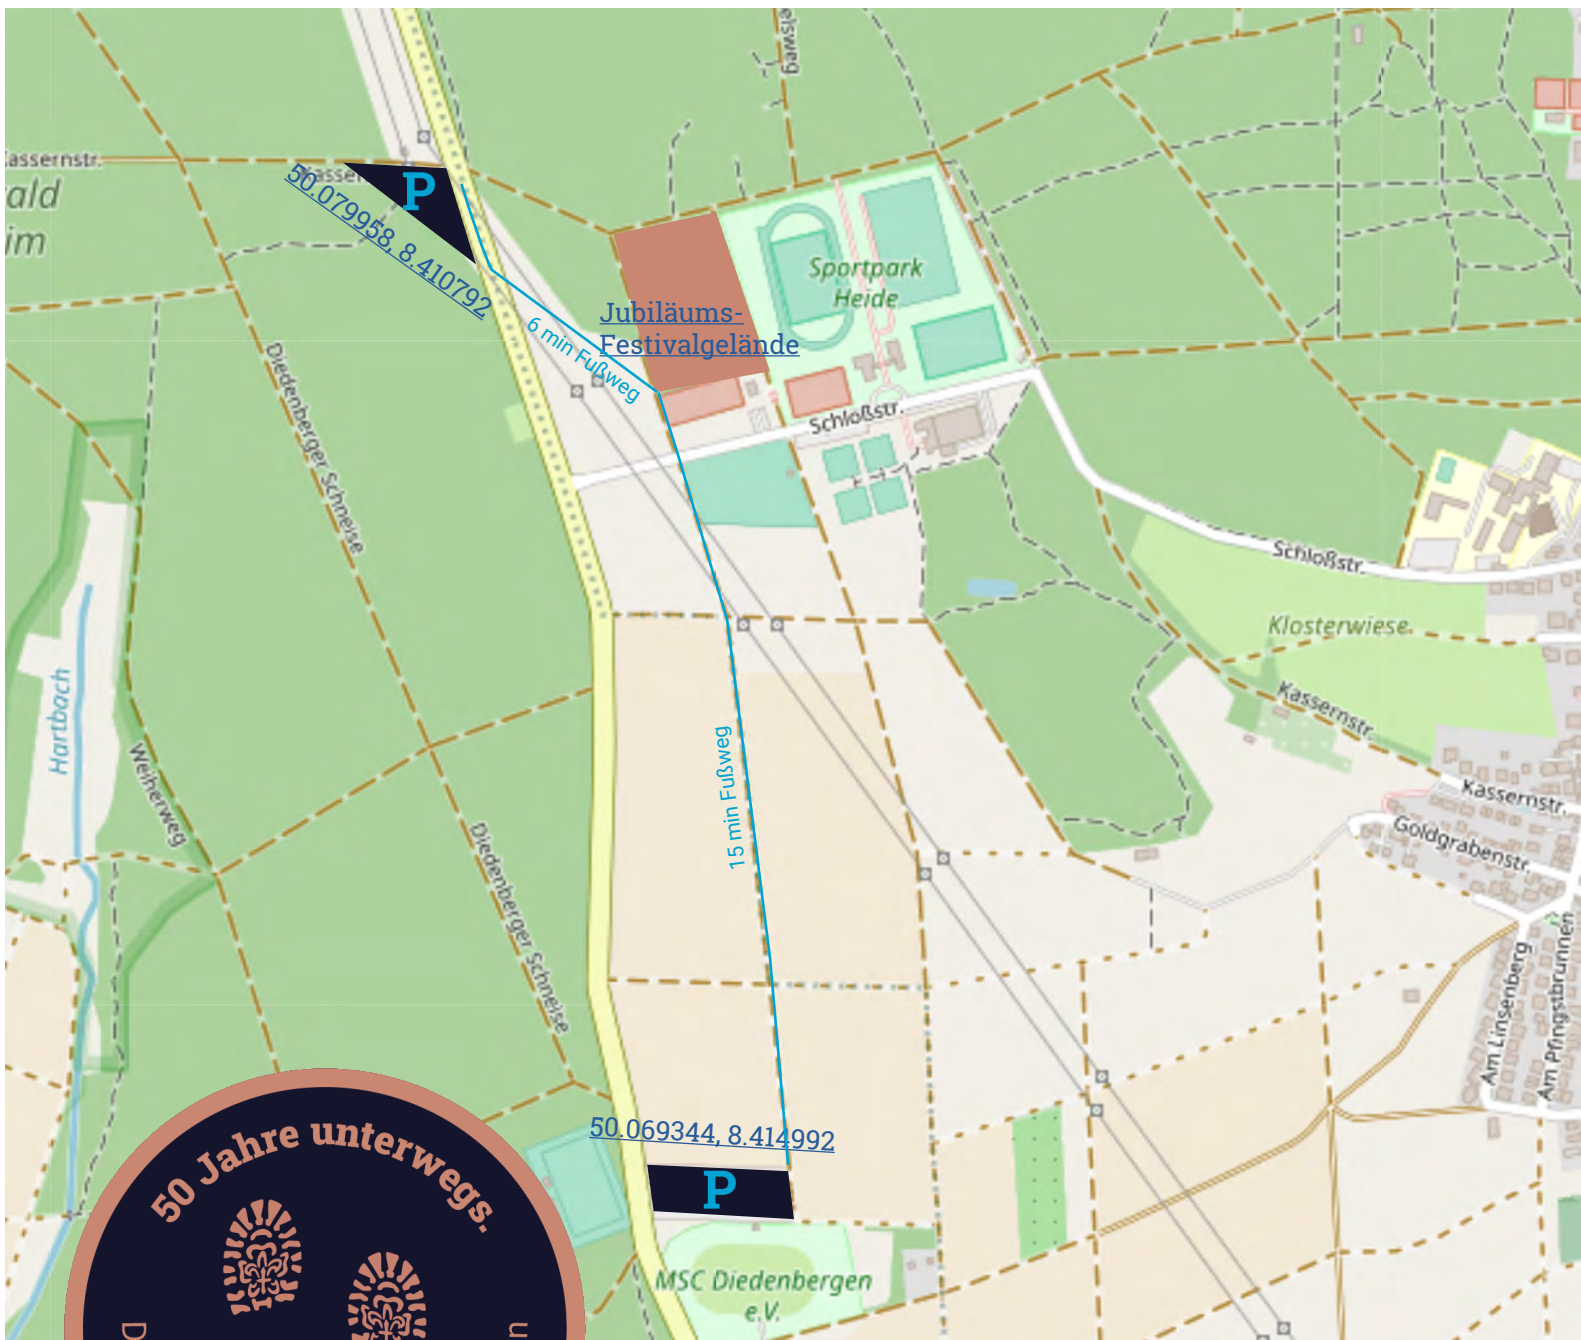 elsweg
Kassernstr.
ald
im
P
50.079958, 8.410792
Sportpark
Heide
Jubiläums-
Festivalgelände
6 min Fußweg
Schloßstr.
Diedenberger Schneise
Schloßstr.
Klosterwiese
Kassernstr.
Hartbach
Weiherweg
15 min Fußweg
Kassernstr.
Goldgrabenstr.
Diedenberger Schneise
Am Linsenberg
Am Pfingstbrunnen
50.069344, 8.414992
P
50 Jahre unterwegs.
MSC Diedenbergen
e.V.